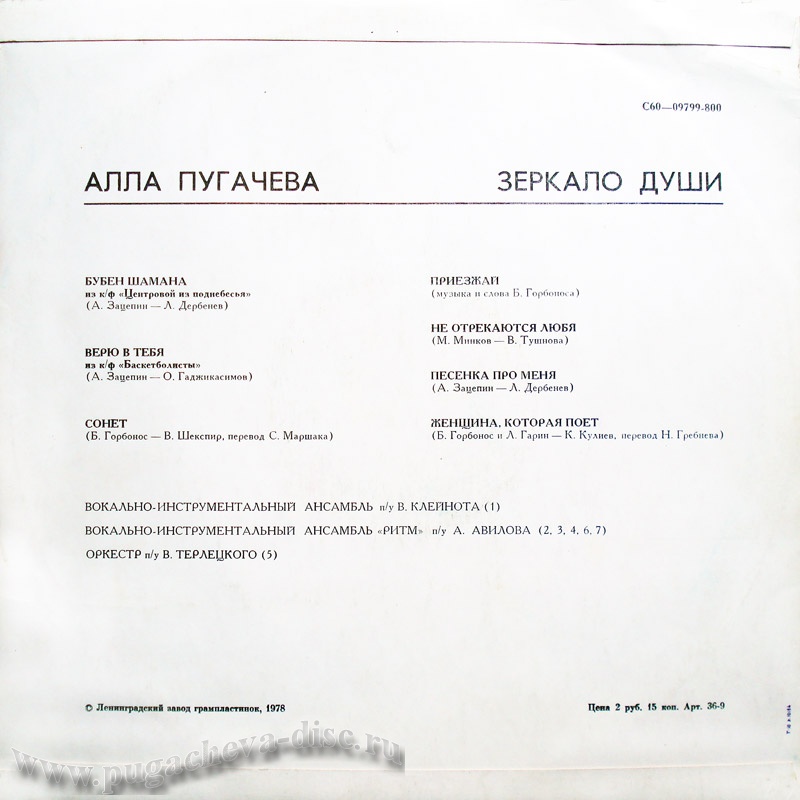 С60—09799-800
АЛЛА ПУГАЧЕВА ЗЕРКАЛО ДУШИ
БУБЕН ШАМАНА
из к/ф «Центровой из поднебесья»
(А. Зацепин — Л. Дербенев)
ВЕРЮ В ТЕБЯ
из к/ф «Баскетболисты»
(А. Зацепин — О. Гаджикасимов)
СОНЕТ
(Б. Горбонос — В. Шекспир, перевод С. Маршака)
ПРИЕЗЖАЙ
(музыка и слова Б. Горбоноса)
НЕ ОТРЕКАЮТСЯ ЛЮБЯ
(М. Минков — В. Тушнова)
ПЕСЕНКА ПРО МЕНЯ
(А. Зацепин — Л. Дербенев)
ЖЕНЩИНА, КОТОРАЯ ПОЕТ
(Б. Горбонос и Л. Гарин — К. Кулиев, перевод Н. Гребнева)
ВОКАЛЬНО-ИНСТРУМЕНТАЛЬНЫЙ АНСАМБЛЬ п/у В. КЛЕЙНОТА (1)
ВОКАЛЬНО-ИНСТРУМЕНТАЛЬНЫЙ АНСАМБЛЬ «РИТМ» п/у А. АВИЛОВА (2, 3, 4, 6, 7)
ОРКЕСТР п/у В. ТЕРЛЕЦКОГО (5)
© Ленинградский завод грампластинок, 1978
Цена 2 руб. 15 коп. Арт. 36-9
www.pugacheva-disc.ru